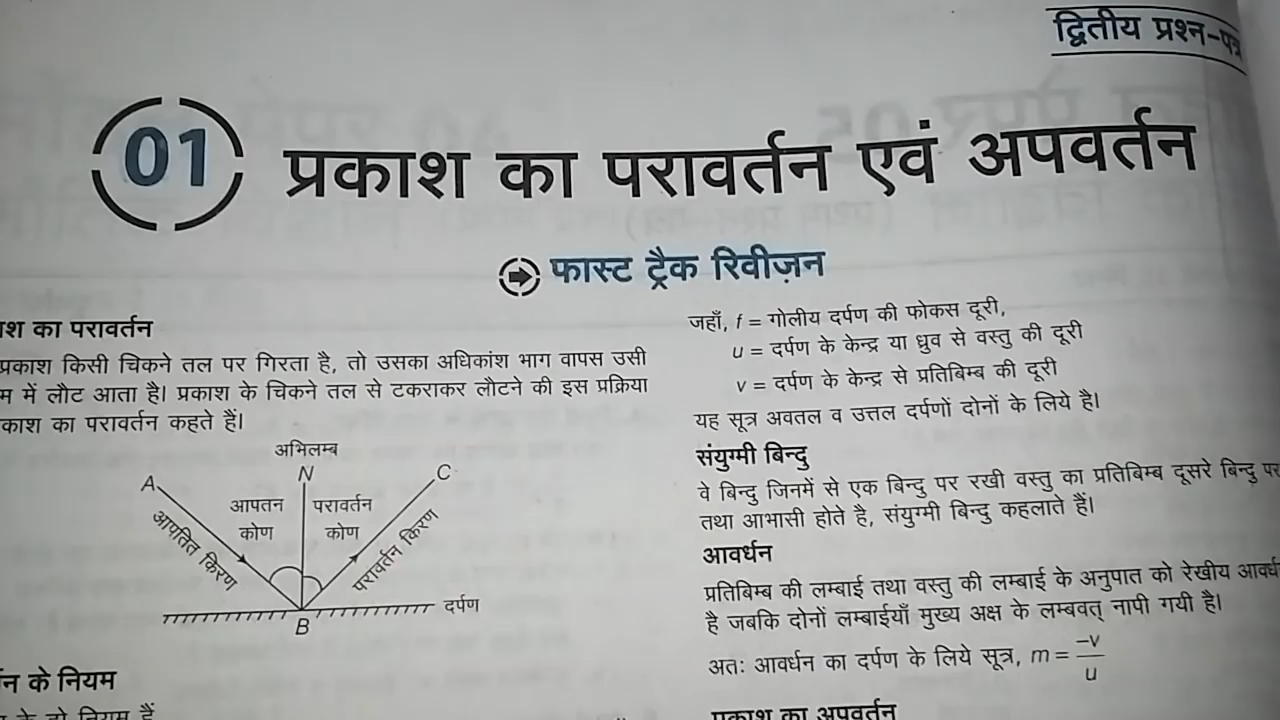 द्वितीय प्रश्न-पत्र
01 प्रकाश का परावर्तन एवं अपवर्तन
फास्ट ट्रैक रिवीज़न
का परावर्तन
प्रकाश किसी चिकने तल पर गिरता है, तो उसका अधिकांश भाग वापस उसी
में लौट आता है। प्रकाश के चिकने तल से टकराकर लौटने की इस प्रक्रिया
का परावर्तन कहते हैं।
अभिलम्ब
A N C
आपतन परावर्तन
कोण कोण
आपतित किरण
परावर्तन किरण
दर्पण
B
के नियम
नियम हैं
जहाँ, f = गोलीय दर्पण की फोकस दूरी,
u = दर्पण के केन्द्र या ध्रुव से वस्तु की दूरी
v = दर्पण के केन्द्र से प्रतिबिम्ब की दूरी
यह सूत्र अवतल व उत्तल दर्पणों दोनों के लिये है।
संयुग्मी बिन्दु
वे बिन्दु जिनमें से एक बिन्दु पर रखी वस्तु का प्रतिबिम्ब दूसरे बिन्दु पर
तथा आभासी होते है, संयुग्मी बिन्दु कहलाते हैं।
आवर्धन
प्रतिबिम्ब की लम्बाई तथा वस्तु की लम्बाई के अनुपात को रेखीय
है जबकि दोनों लम्बाईयाँ मुख्य अक्ष के लम्बवत् नापी गयी है।
अतः आवर्धन का दर्पण के लिये सूत्र, m = -v/u
प्रकाश का अपवर्तन